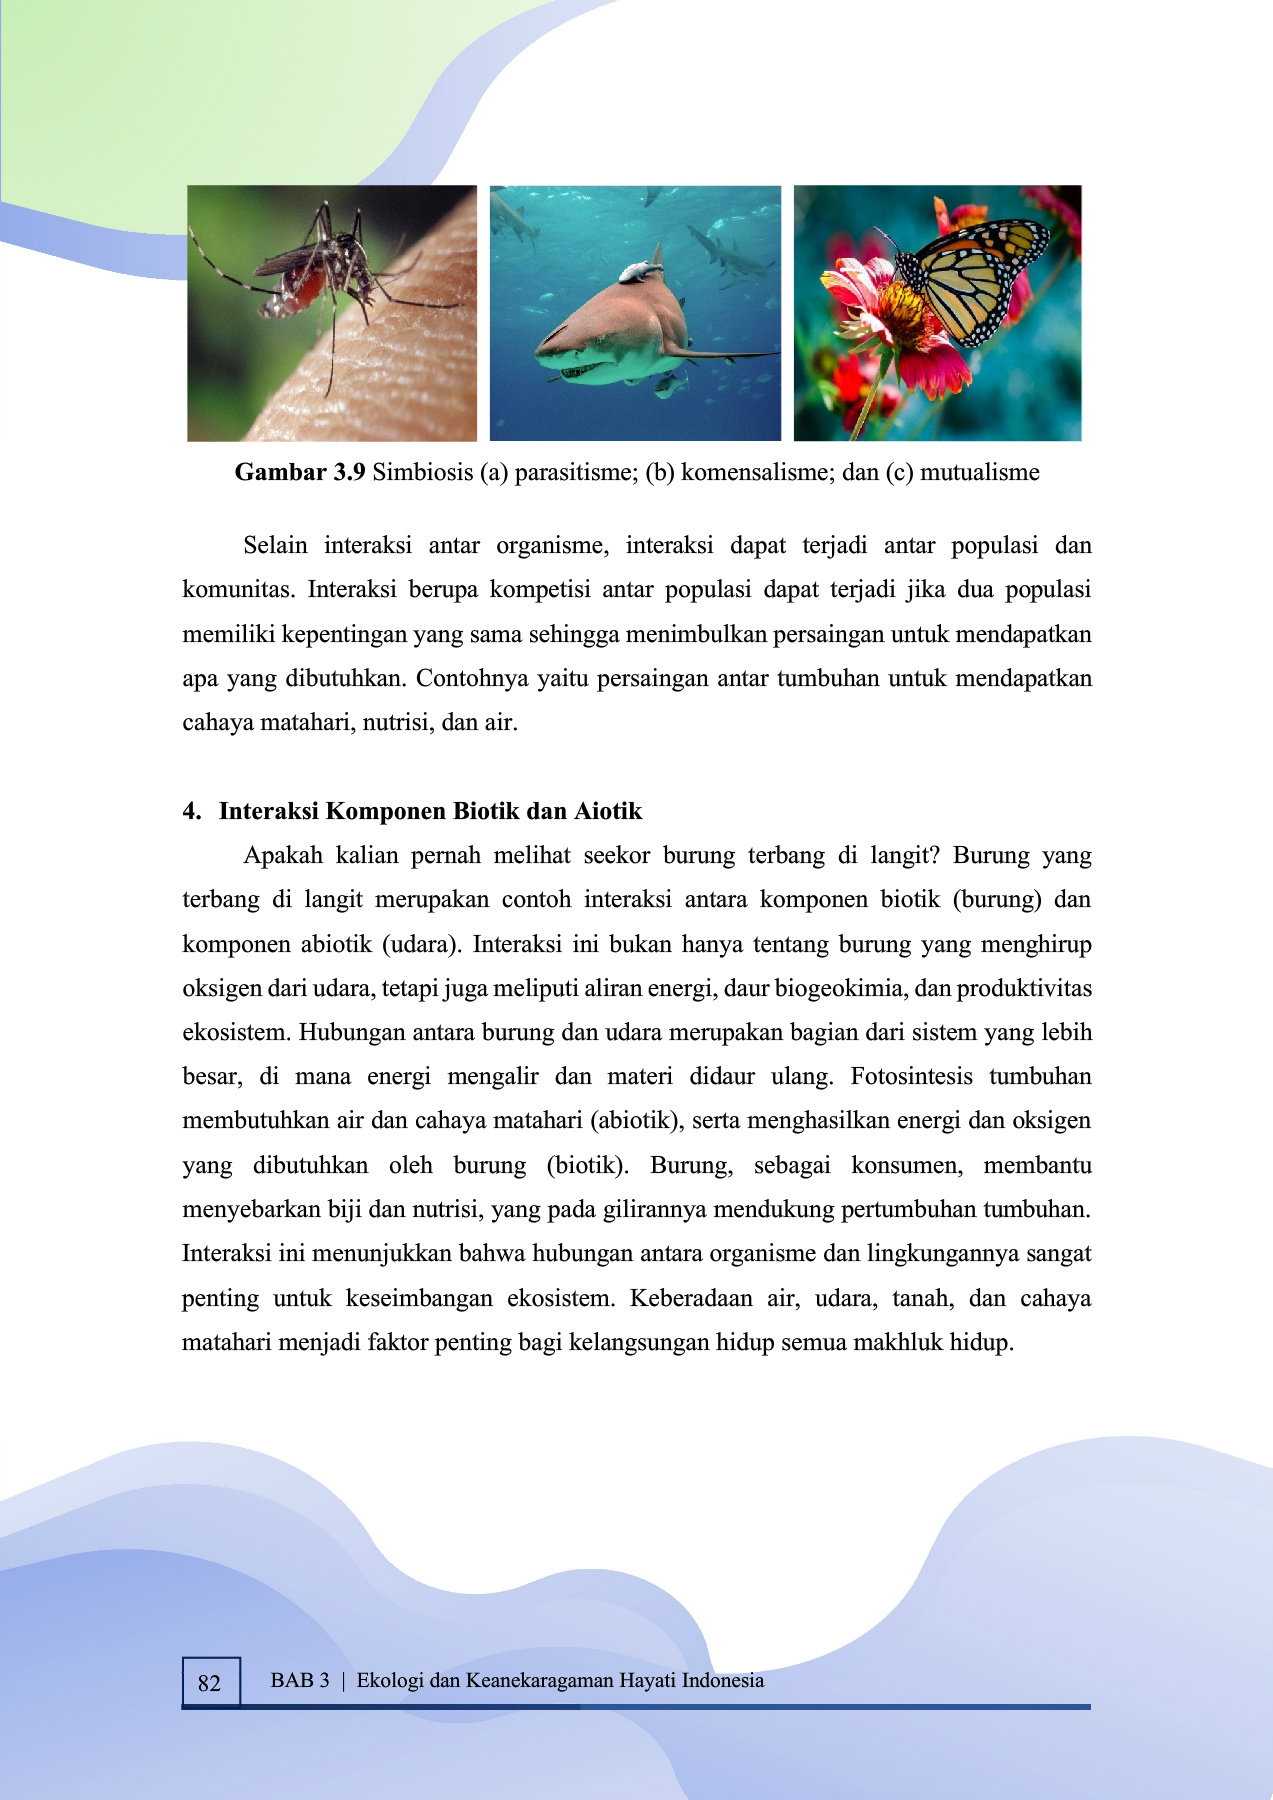 Gambar 3.9 Simbiosis (a) parasitisme; (b) komensalisme; dan (c) mutualisme
Selain interaksi antar organisme, interaksi dapat terjadi antar populasi dan
komunitas. Interaksi berupa kompetisi antar populasi dapat terjadi jika dua populasi
memiliki kepentingan yang sama sehingga menimbulkan persaingan untuk mendapatkan
apa yang dibutuhkan. Contohnya yaitu persaingan antar tumbuhan untuk mendapatkan
cahaya matahari, nutrisi, dan air.
4. Interaksi Komponen Biotik dan Aiotik
Apakah kalian pernah melihat seekor burung terbang di langit? Burung yang
terbang di langit merupakan contoh interaksi antara komponen biotik (burung) dan
komponen abiotik (udara). Interaksi ini bukan hanya tentang burung yang menghirup
oksigen dari udara, tetapi juga meliputi aliran energi, daur biogeokimia, dan produktivitas
ekosistem. Hubungan antara burung dan udara merupakan bagian dari sistem yang lebih
besar, di mana energi mengalir dan materi didaur ulang. Fotosintesis tumbuhan
membutuhkan air dan cahaya matahari (abiotik), serta menghasilkan energi dan oksigen
yang dibutuhkan oleh burung (biotik). Burung, sebagai konsumen, membantu
menyebarkan biji dan nutrisi, yang pada gilirannya mendukung pertumbuhan tumbuhan.
Interaksi ini menunjukkan bahwa hubungan antara organisme dan lingkungannya sangat
penting untuk keseimbangan ekosistem. Keberadaan air, udara, tanah, dan cahaya
matahari menjadi faktor penting bagi kelangsungan hidup semua makhluk hidup.
82 BAB 3 | Ekologi dan Keanekaragaman Hayati Indonesia